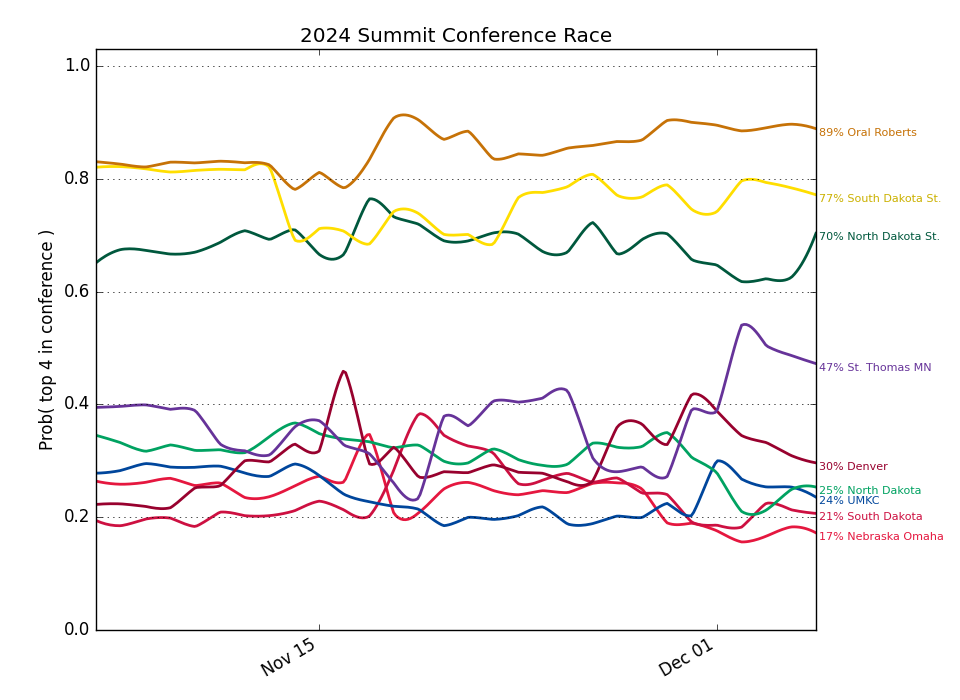 2024 Summit Conference Race
Prob( top 4 in conference )
1.0
0.8
0.6
0.4
0.2
0.0
Nov 15
Dec 01
89% Oral Roberts
77% South Dakota St.
70% North Dakota St.
47% St. Thomas MN
30% Denver
25% North Dakota
24% UMKC
21% South Dakota
17% Nebraska Omaha